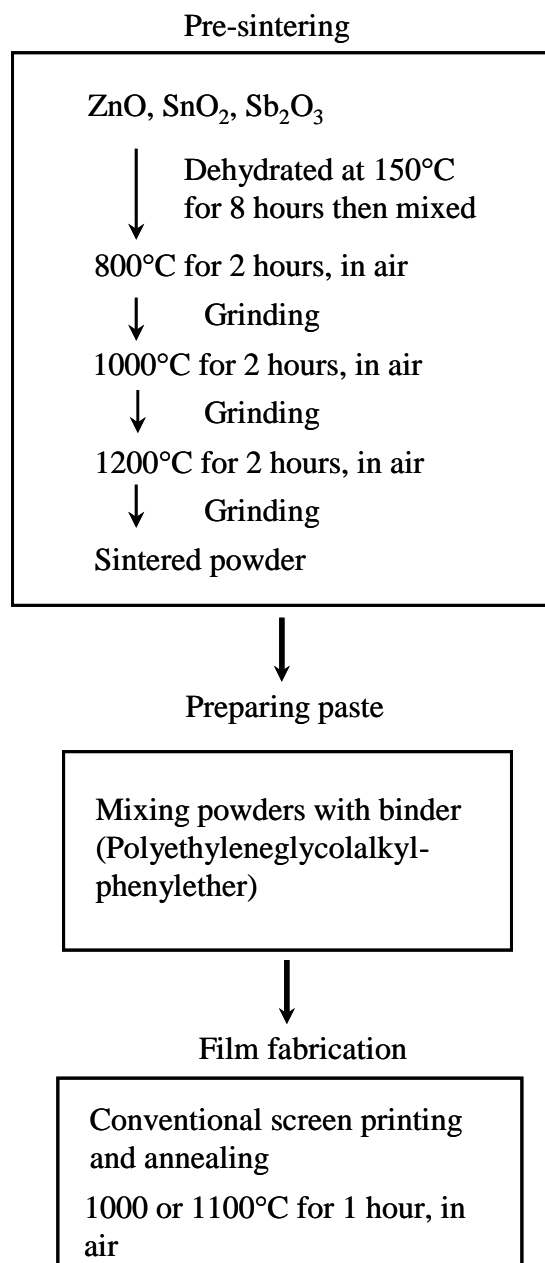 Pre-sintering
ZnO, SnO₂, Sb₂O₃
Dehydrated at 150°C
for 8 hours then mixed
800°C for 2 hours, in air
Grinding
1000°C for 2 hours, in air
Grinding
1200°C for 2 hours, in air
Grinding
Sintered powder
Preparing paste
Mixing powders with binder
(Polyethyleneglycolalkyl-
phenylether)
Film fabrication
Conventional screen printing
and annealing
1000 or 1100°C for 1 hour, in
air